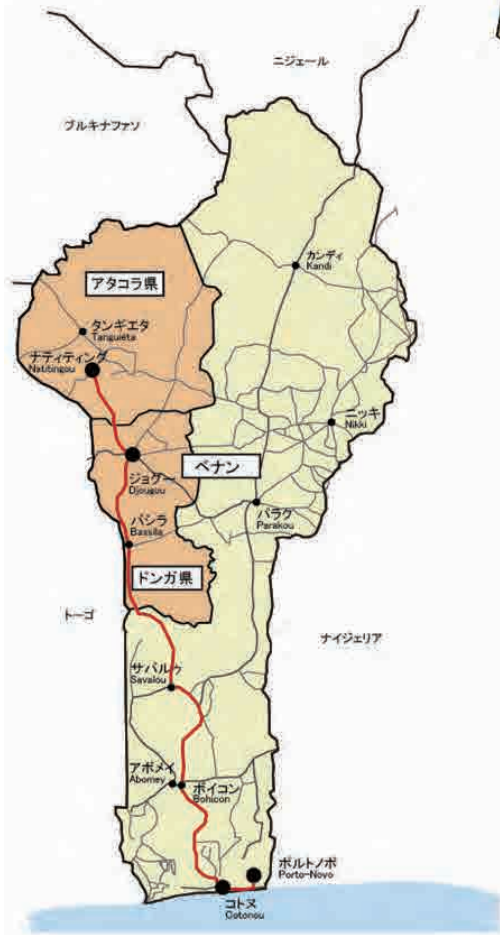 ニジェール
ブルキナファソ
カンディ
Kandi
アタコラ県
タンギエタ
Tanguiéta
ナティティング
Natitingou
ニッキ
Nikki
ベナン
ジョグー
Djougou
パラク
Parakou
バシラ
Bassila
ドンガ県
トーゴ
ナイジェリア
サバルゥ
Savalou
アボメイ
Abomey
ボイコン
Bohicon
ポルトノボ
Porto-Novo
コトヌ
Cotonou